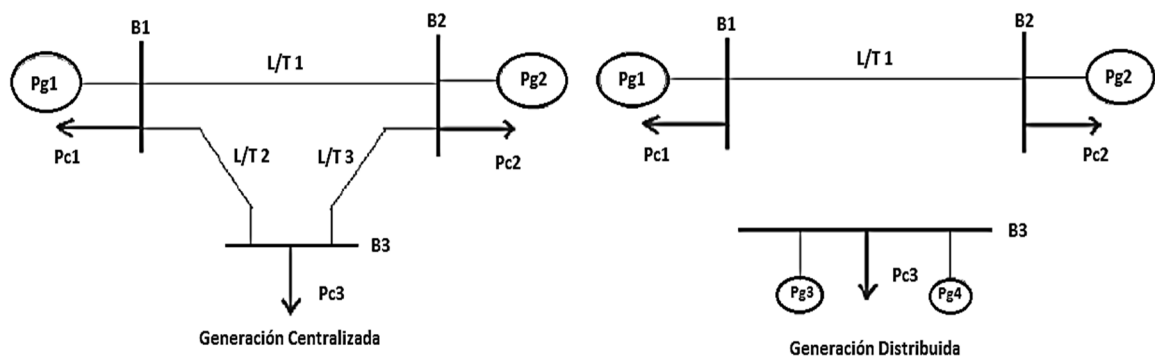 B1
B2
L/T 1
Pg1
Pg2
Pc1
L/T 2
L/T 3
Pc2
B3
Pc3
Generación Centralizada
B1
B2
L/T 1
Pg1
Pg2
Pc1
Pc2
B3
Pg3
Pc3
Pg4
Generación Distribuida